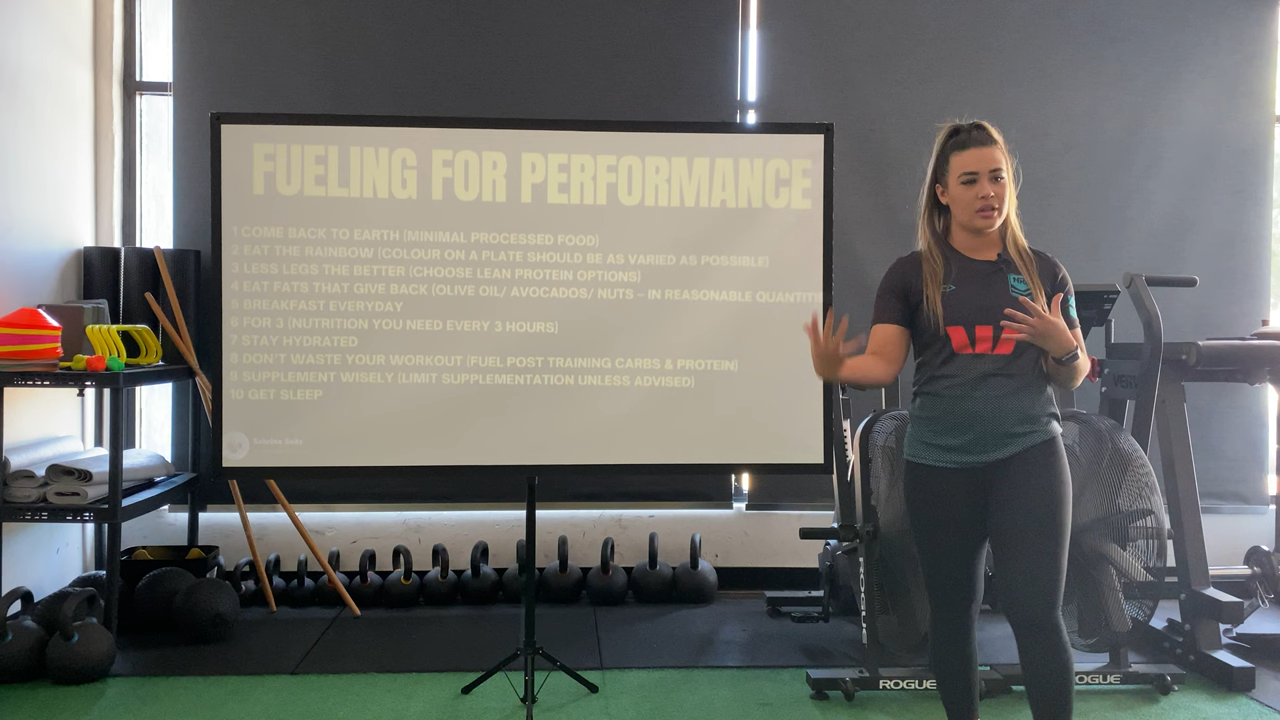 FUELING FOR PERFORMANCE
1 COME BACK TO EARTH (MINIMAL PROCESSED FOOD)
2 EAT THE RAINBOW (COLOUR ON A PLATE SHOULD BE AS VARIED AS POSSIBLE)
3 LESS LEGS THE BETTER (CHOOSE LEAN PROTEIN OPTIONS)
4 EAT FATS THAT GIVE BACK (OLIVE OIL/ AVOCADOS/ NUTS – IN REASONABLE QUANTITI
5 BREAKFAST EVERYDAY
6 FOR 3 (NUTRITION YOU NEED EVERY 3 HOURS)
7 STAY HYDRATED
8 DON'T WASTE YOUR WORKOUT (FUEL POST TRAINING CARBS & PROTEIN)
9 SUPPLEMENT WISELY (LIMIT SUPPLEMENTATION UNLESS ADVISED)
10 GET SLEEP
ROGUE
ROGUE
ROGUE